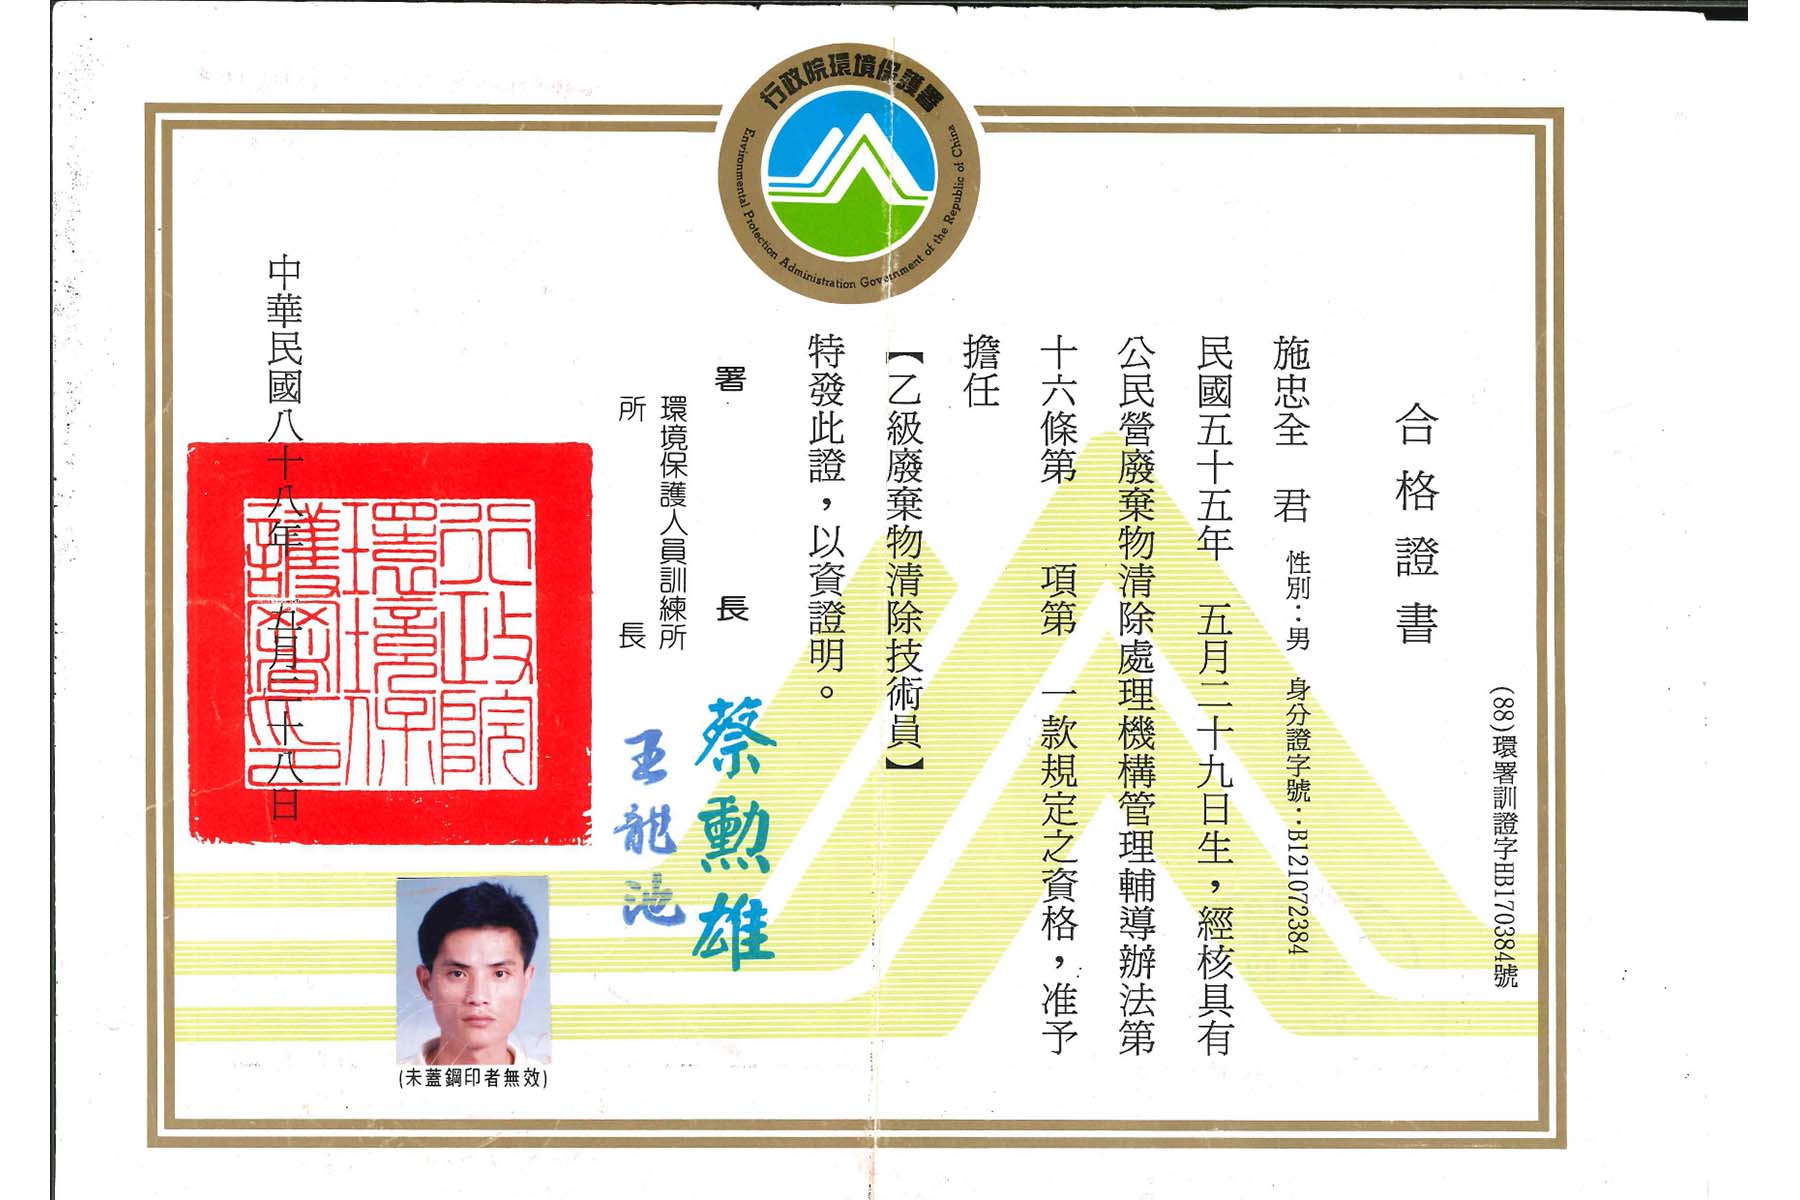 行政院環境保護署
Environmental Protection Administration Government of the Republic of China
(88)環署訓證字HB170384號
合格證書
施忠全 君 性別：男 身分證字號：B121072384
民國五十五年 五月二十九日生，經核具有
公民營廢棄物清除處理機構管理輔導辦法第
十六條第 項第 一款規定之資格，准予
擔任
【乙級廢棄物清除技術員】
特發此證，以資證明。
署長 蔡勳雄
環境保護人員訓練所
所長 王龍池
行政院環境保護署印
中華民國八十八年 九月二十八日
(未蓋鋼印者無效)